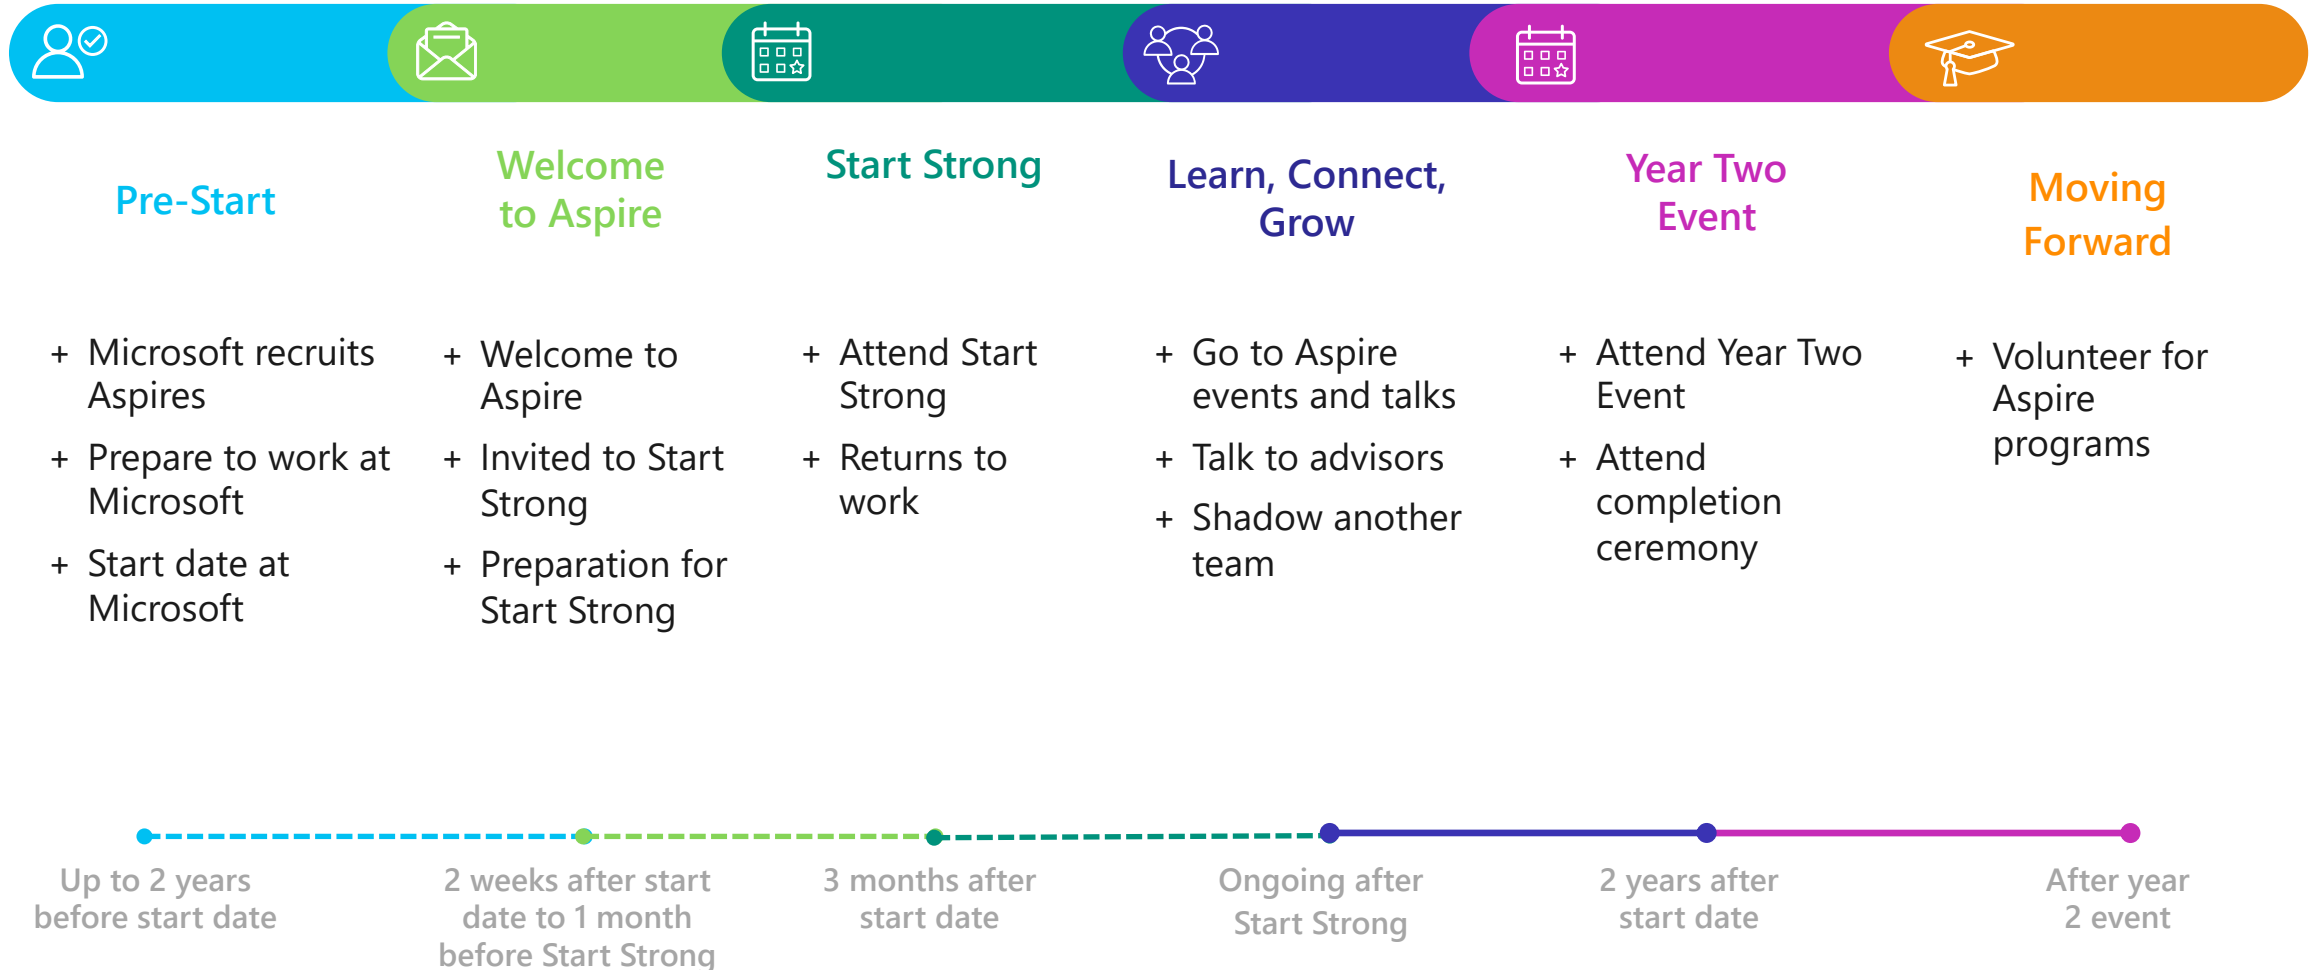 Pre-Start
Welcome
to Aspire
Start Strong
Learn, Connect,
Grow
Year Two
Event
Moving
Forward
+ Microsoft recruits
Aspires
+ Prepare to work at
Microsoft
+ Start date at
Microsoft
+ Welcome to
Aspire
+ Invited to Start
Strong
+ Preparation for
Start Strong
+ Attend Start
Strong
+ Returns to
work
+ Go to Aspire
events and talks
+ Talk to advisors
+ Shadow another
team
+ Attend Year Two
Event
+ Attend
completion
ceremony
+ Volunteer for
Aspire
programs
Up to 2 years
before start date
2 weeks after start
date to 1 month
before Start Strong
3 months after
start date
Ongoing after
Start Strong
2 years after
start date
After year
2 event